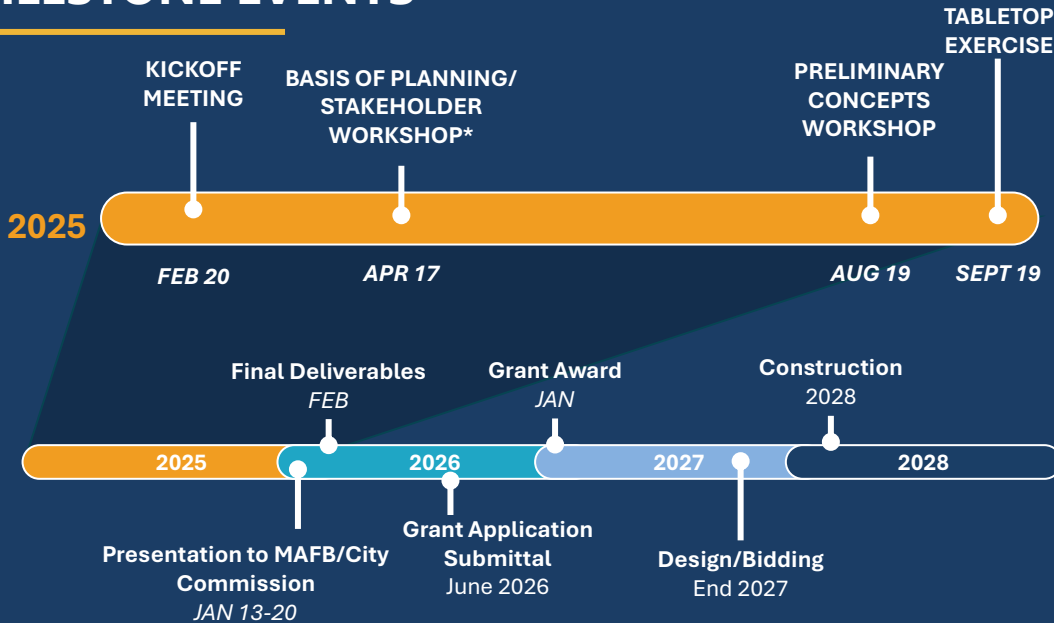 MILESTONE EVENTS
TABLETOP
EXERCISE
KICKOFF
MEETING
BASIS OF PLANNING/
STAKEHOLDER
WORKSHOP*
PRELIMINARY
CONCEPTS
WORKSHOP
2025
FEB 20
APR 17
AUG 19
SEPT 19
Final Deliverables
FEB
Grant Award
JAN
Construction
2028
2025
2026
2027
2028
Presentation to MAFB/City
Commission
JAN 13-20
Grant Application
Submittal
June 2026
Design/Bidding
End 2027